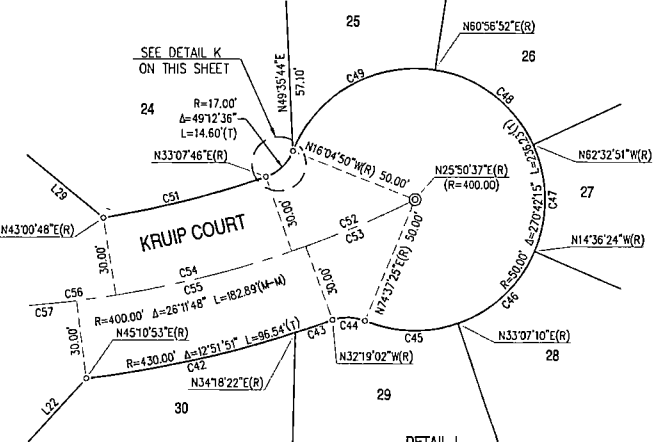 25
N60°56'52"E(R)
26
SEE DETAIL K
ON THIS SHEET
N49°35'44"E
57.10'
C49
C48
24
R=17.00'
Δ=49°12'36"
L=14.60'(T)
N33°07'46"E(R)
N16°04'50"W(R) 50.00'
N25°50'37"E(R)
(R=400.00)
N62°32'51"W(R)
27
L29
C51
N43°00'48"E(R)
30.00'
KRUIP COURT
30.00'
C52
C53
50.00'
N74°37'25"E(R)
R=50.00' Δ=270°42'15" L=236.23'(T)
C47
N14°36'24"W(R)
C54
C55
C56
C57
R=400.00' Δ=26°11'48" L=182.89'(M-M)
30.00'
30.00'
C46
N45°10'53"E(R)
R=430.00' Δ=12°51'51" L=96.54'(T)
C42
C43
C44
C45
N33°07'10"E(R)
28
N34°18'22"E(R)
N32°19'02"W(R)
L22
30
29
DETAIL L